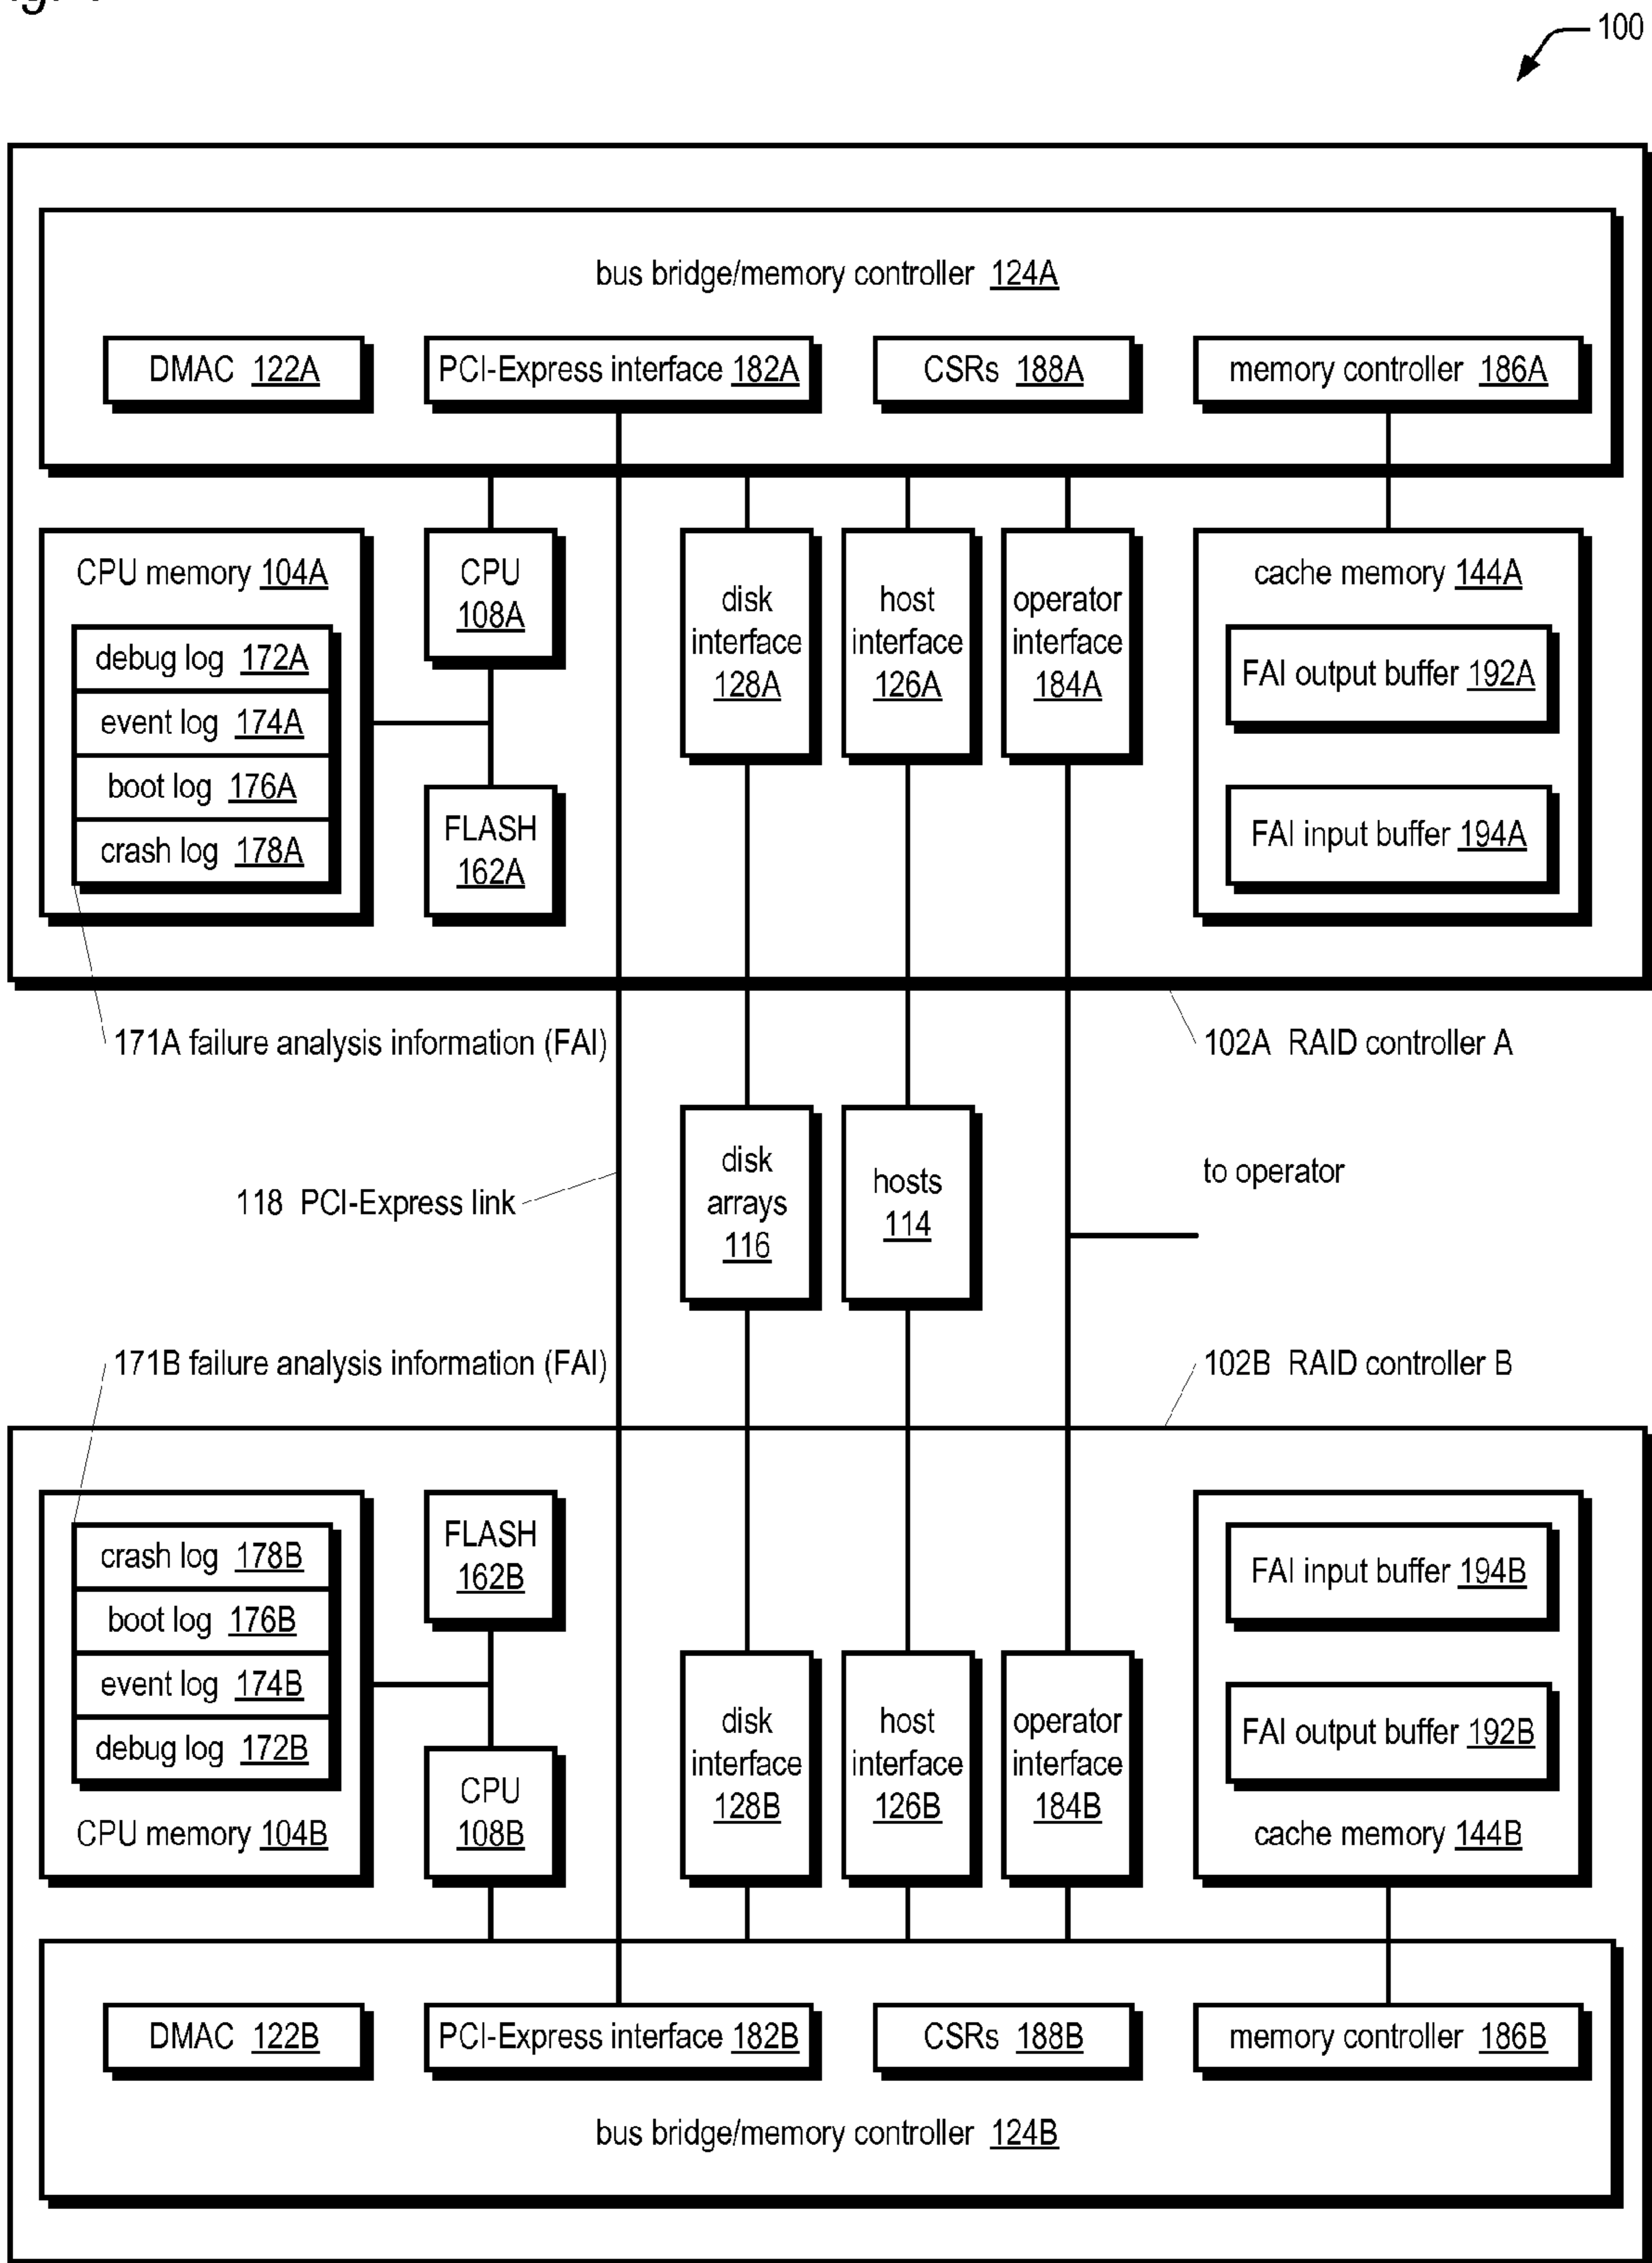 100
bus bridge/memory controller 124A
DMAC 122A
PCI-Express interface 182A
CSRs 188A
memory controller 186A
CPU memory 104A
debug log 172A
event log 174A
boot log 176A
crash log 178A
CPU
108A
FLASH
162A
disk
interface
128A
host
interface
126A
operator
interface
184A
cache memory 144A
FAI output buffer 192A
FAI input buffer 194A
171A failure analysis information (FAI)
102A RAID controller A
118 PCI-Express link
disk
arrays
116
hosts
114
to operator
171B failure analysis information (FAI)
102B RAID controller B
crash log 178B
boot log 176B
event log 174B
debug log 172B
CPU memory 104B
FLASH
162B
CPU
108B
disk
interface
128B
host
interface
126B
operator
interface
184B
FAI input buffer 194B
FAI output buffer 192B
cache memory 144B
DMAC 122B
PCI-Express interface 182B
CSRs 188B
memory controller 186B
bus bridge/memory controller 124B